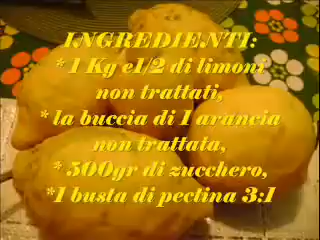 INGREDIENTI:
* 1 Kg e1/2 di limoni
non trattati,
* la buccia di 1 arancia
non trattata,
* 500gr di zucchero,
*1 busta di pectina 3:1